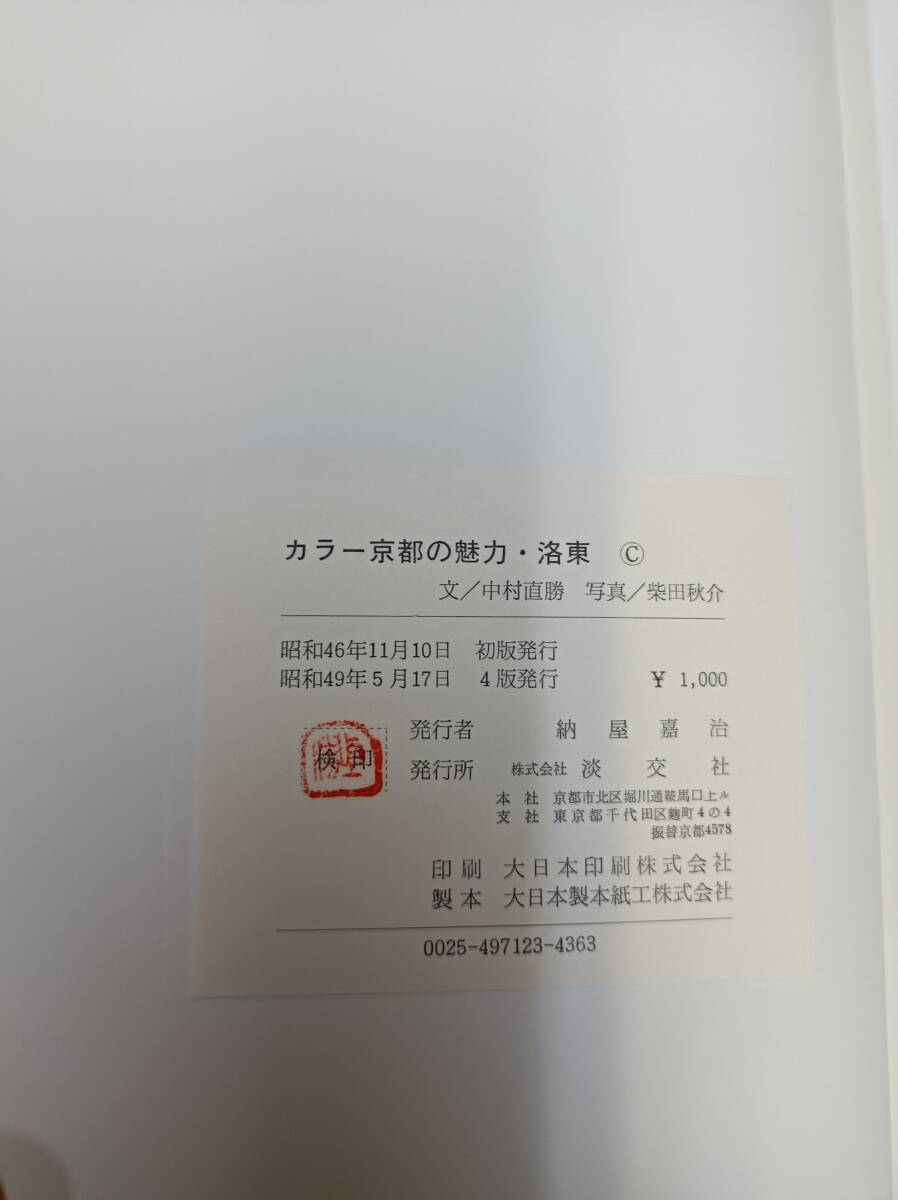 カラー京都の魅力・洛東 ©
文／中村直勝 写真／柴田秋介
昭和46年11月10日 初版発行
昭和49年5月17日 4版発行 ¥1,000
検印
発行者 納屋嘉治
発行所 株式会社 淡交社
本社 京都市北区堀川通鞍馬口上ル
支社 東京都千代田区麹町4の4
振替京都4578
印刷 大日本印刷株式会社
製本 大日本製本紙工株式会社
0025-497123-4363